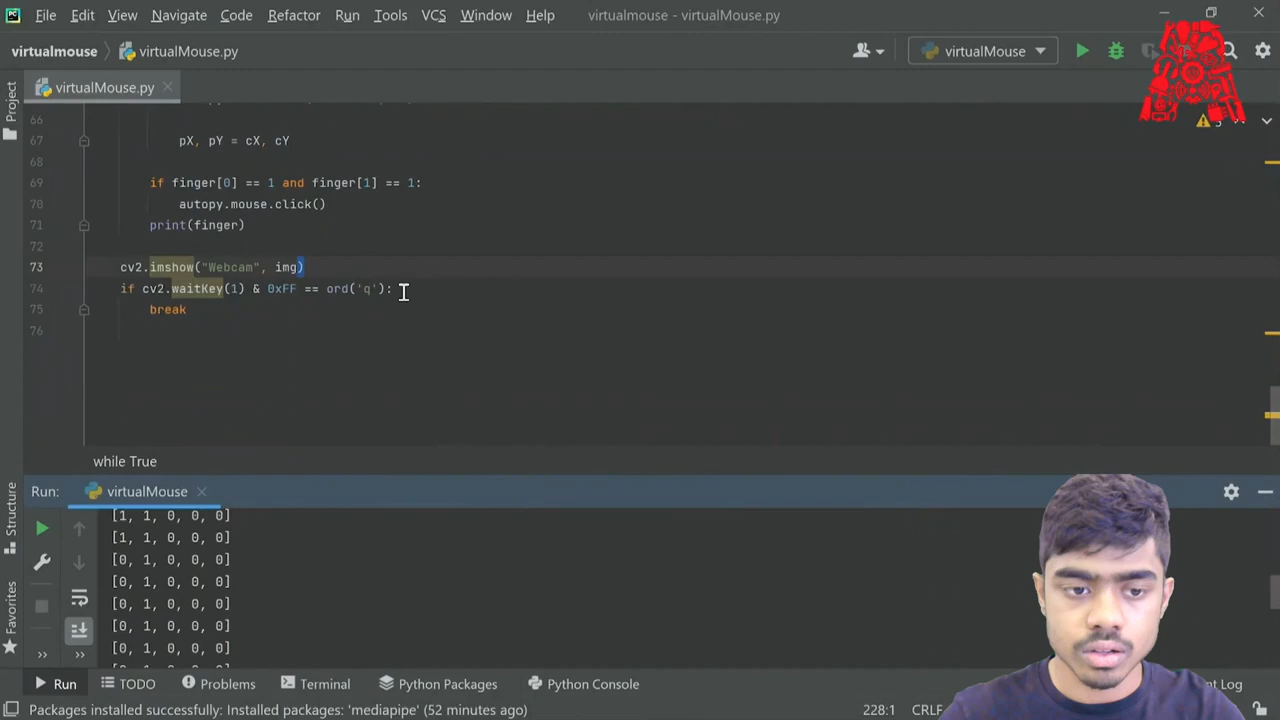 File Edit View Navigate Code Refactor Run Tools VCS Window Help virtualmouse - virtualMouse.py
virtualmouse virtualMouse.py virtualMouse
virtualMouse.py
Project
66
67 pX, pY = cX, cY
68
69 if finger[0] == 1 and finger[1] == 1:
70 autopy.mouse.click()
71 print(finger)
72
73 cv2.imshow("Webcam", img)
74 if cv2.waitKey(1) & 0xFF == ord('q'):
75 break
76
while True
Structure
Favorites
Run: virtualMouse
[1, 1, 0, 0, 0]
[1, 1, 0, 0, 0]
[0, 1, 0, 0, 0]
[0, 1, 0, 0, 0]
[0, 1, 0, 0, 0]
[0, 1, 0, 0, 0]
[0, 1, 0, 0, 0]
Run TODO Problems Terminal Python Packages Python Console Log
Packages installed successfully: Installed packages: 'mediapipe' (52 minutes ago) 228:1 CRLF